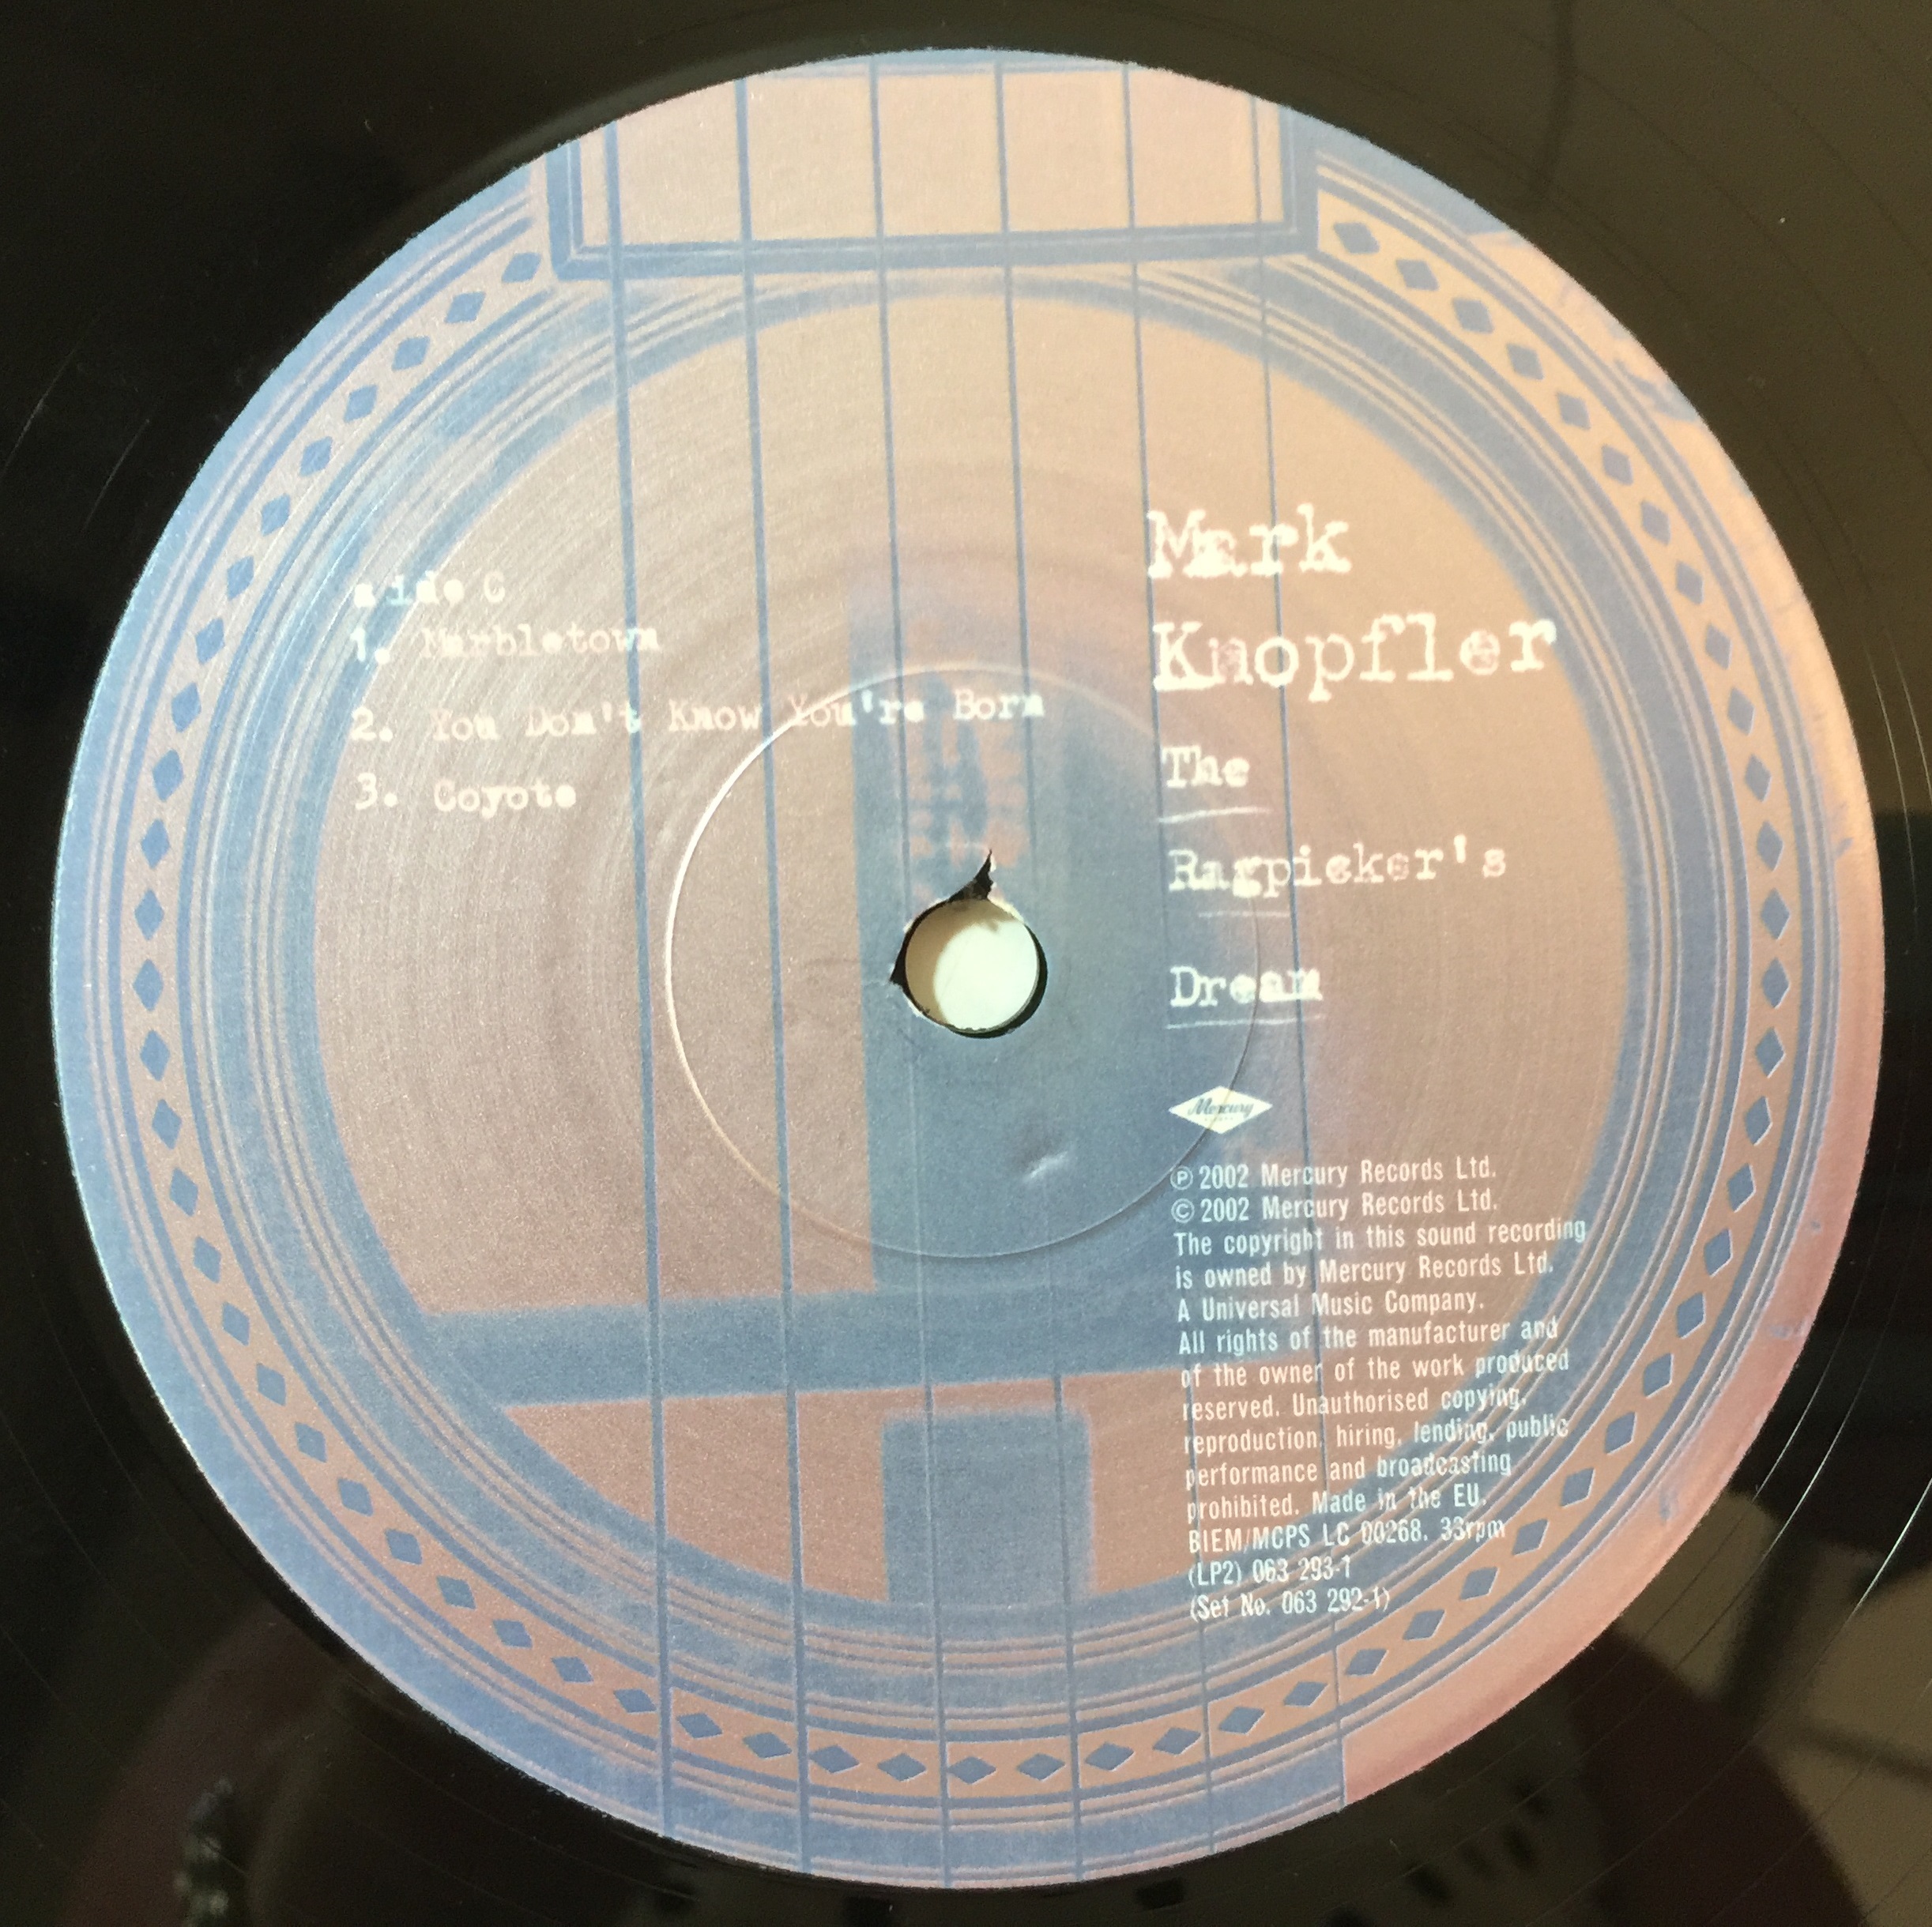 side C
1. Marbletown
2. You Don't Know You're Born
3. Coyote
Mark
Knopfler
The
Ragpicker's
Dream
Mercury
℗ 2002 Mercury Records Ltd.
© 2002 Mercury Records Ltd.
The copyright in this sound recording
is owned by Mercury Records Ltd.
A Universal Music Company.
All rights of the manufacturer and
of the owner of the work produced
reserved. Unauthorised copying,
reproduction, hiring, lending, public
performance and broadcasting
prohibited. Made in the EU.
BIEM/MCPS LC 00268. 33rpm
(LP2) 063 293-1
(Set No. 063 292-1)